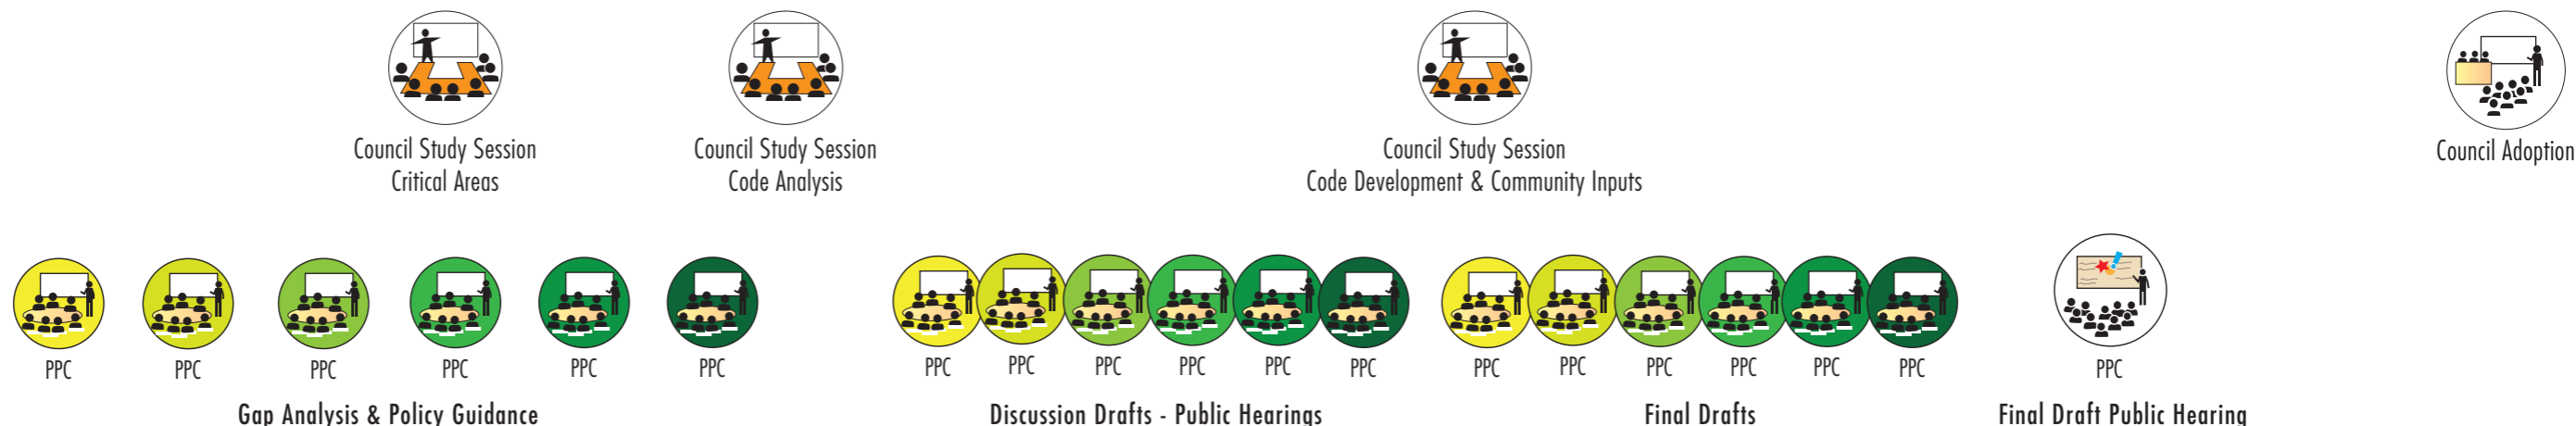 Council Study Session
Critical Areas
Council Study Session
Code Analysis
Council Study Session
Code Development & Community Inputs
Council Adoption
PPC
PPC
PPC
PPC
PPC
PPC
Gap Analysis & Policy Guidance
PPC
PPC
PPC
PPC
PPC
PPC
Discussion Drafts - Public Hearings
PPC
PPC
PPC
PPC
PPC
PPC
Final Drafts
PPC
Final Draft Public Hearing